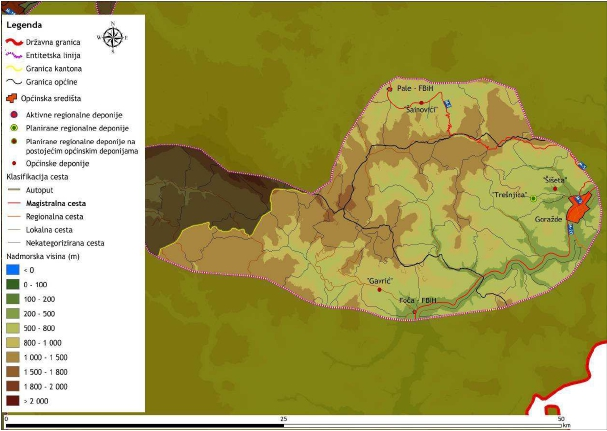 Legenda
N
W
E
S
Državna granica
Entitetska linija
Granica kantona
Granica općine
Općinska središta
Aktivne regionalne deponije
Planirane regionalne deponije
Planirane regionalne deponije na
postojećim općinskim deponijama
Općinske deponije
Klasifikacija cesta
Autoput
Magistralna cesta
Regionalna cesta
Lokalna cesta
Nekategorizirana cesta
Nadmorska visina (m)
< 0
0 - 100
100 - 200
200 - 500
500 - 800
800 - 1 000
1 000 - 1 500
1 500 - 1 800
1 800 - 2 000
> 2 000
Pale - FBiH
"Šainovići"
"Šišeta"
"Trešnjica"
Goražde
"Gavrić"
Foča - FBiH
0
25
50
km